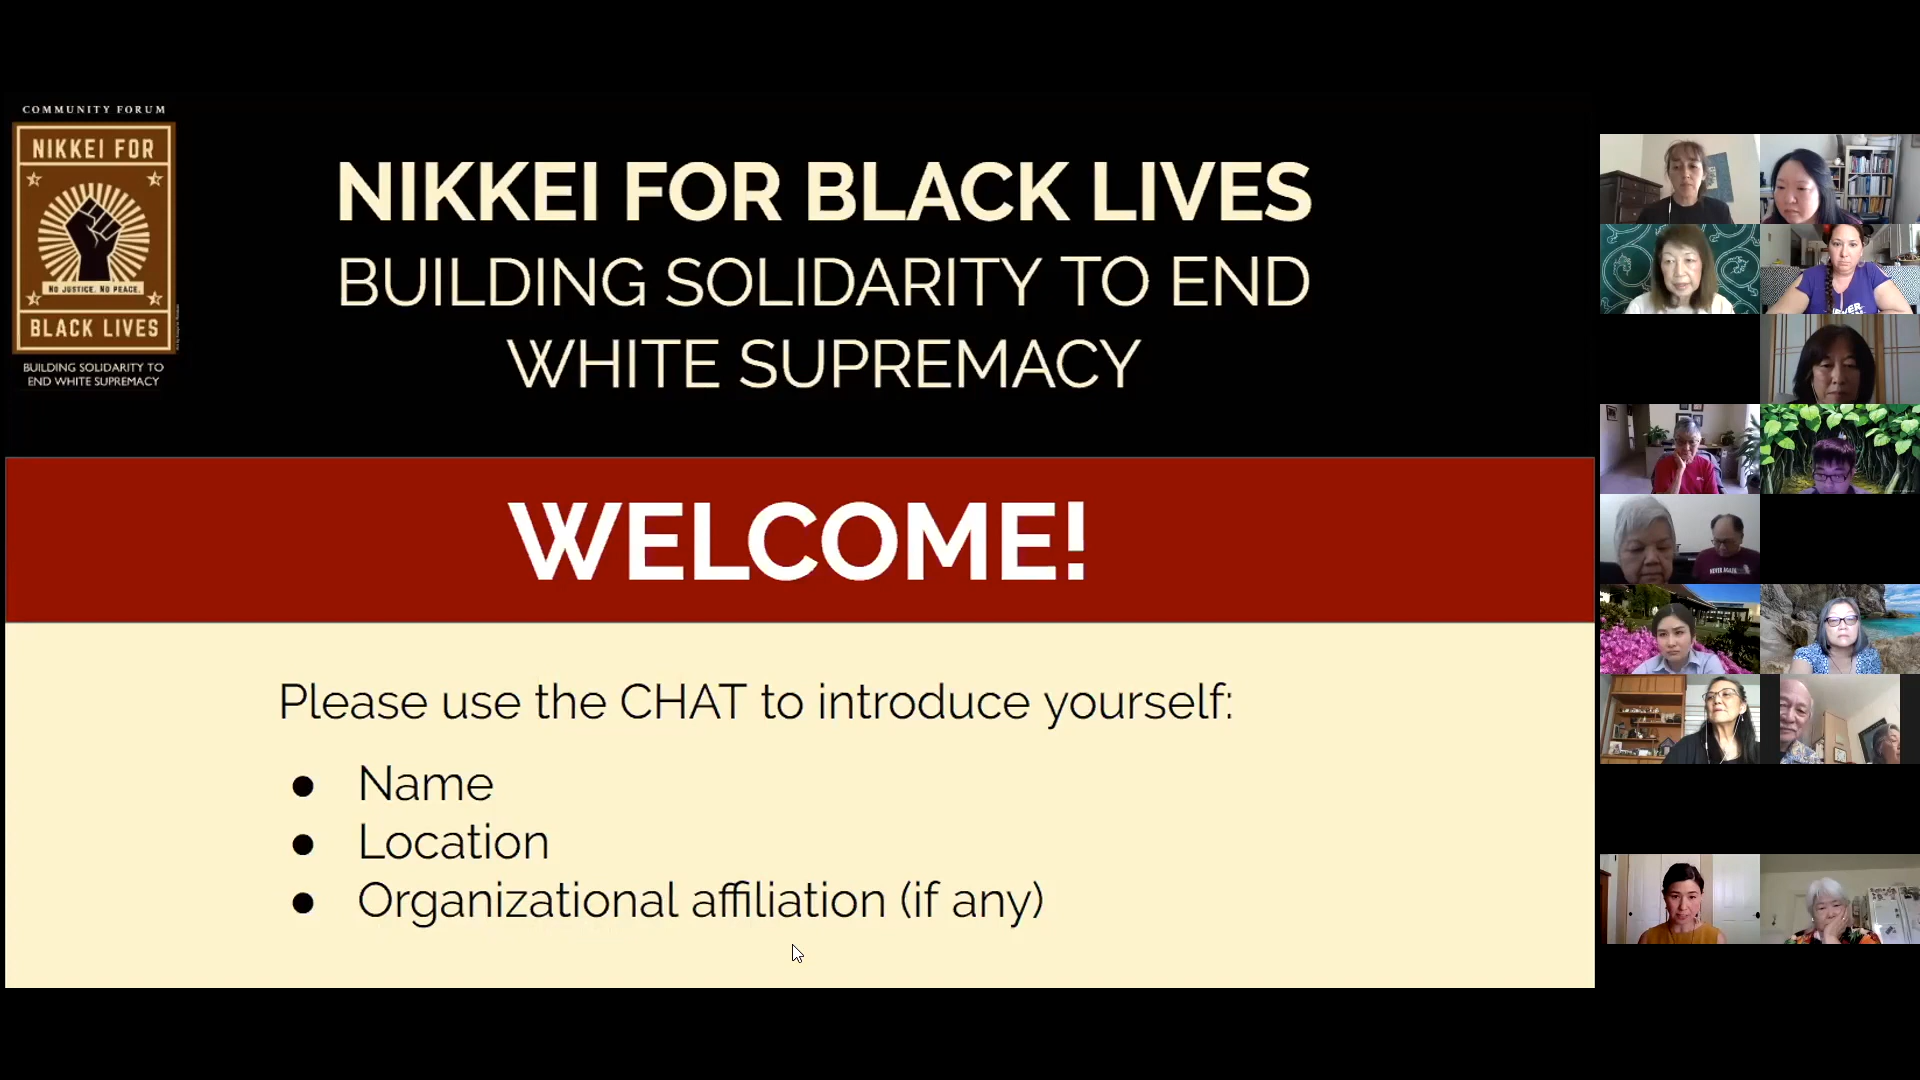 COMMUNITY FORUM
NIKKEI FOR
NO JUSTICE. NO PEACE.
BLACK LIVES
BUILDING SOLIDARITY TO
END WHITE SUPREMACY
NIKKEI FOR BLACK LIVES
BUILDING SOLIDARITY TO END
WHITE SUPREMACY
WELCOME!
Please use the CHAT to introduce yourself:
● Name
● Location
● Organizational affiliation (if any)
NEVER AGAIN